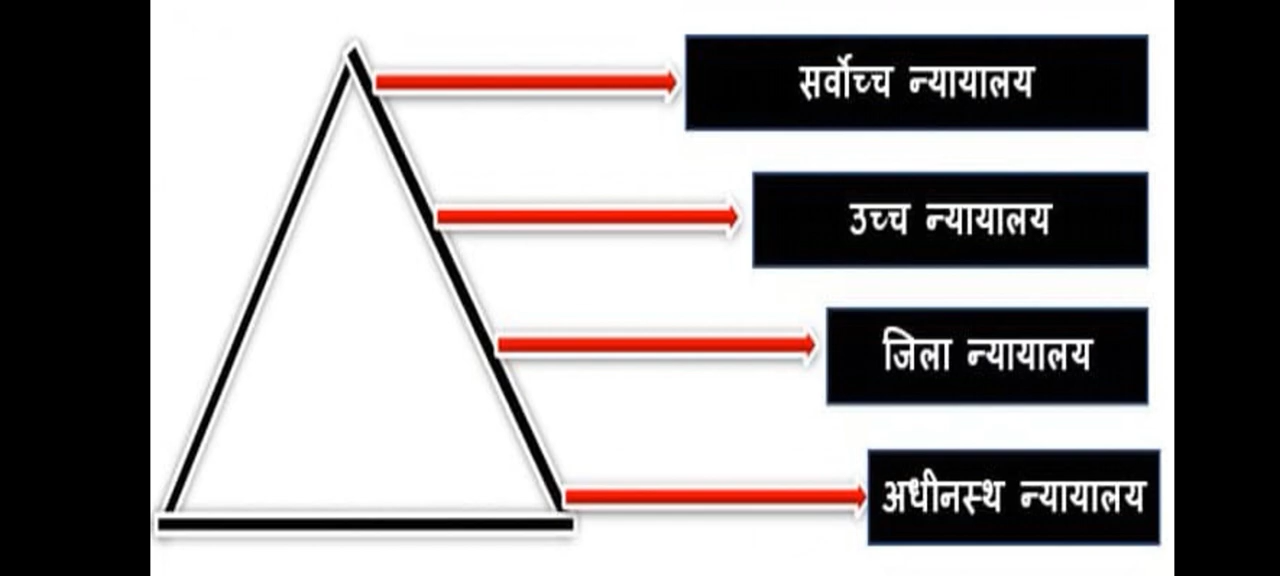 सर्वोच्च न्यायालय
उच्च न्यायालय
जिला न्यायालय
अधीनस्थ न्यायालय